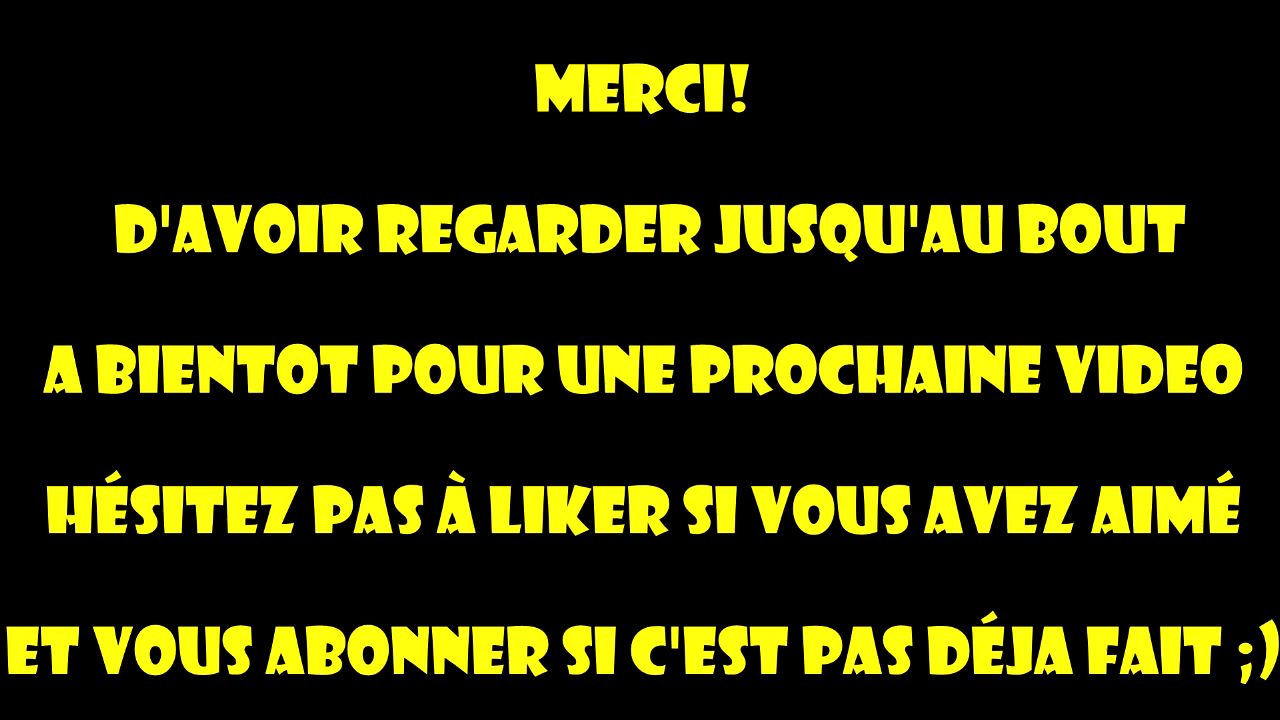 MERCI!
D'AVOIR REGARDER JUSQU'AU BOUT
A BIENTOT POUR UNE PROCHAINE VIDEO
HÉSITEZ PAS À LIKER SI VOUS AVEZ AIMÉ
ET VOUS ABONNER SI C'EST PAS DÉJA FAIT ;)